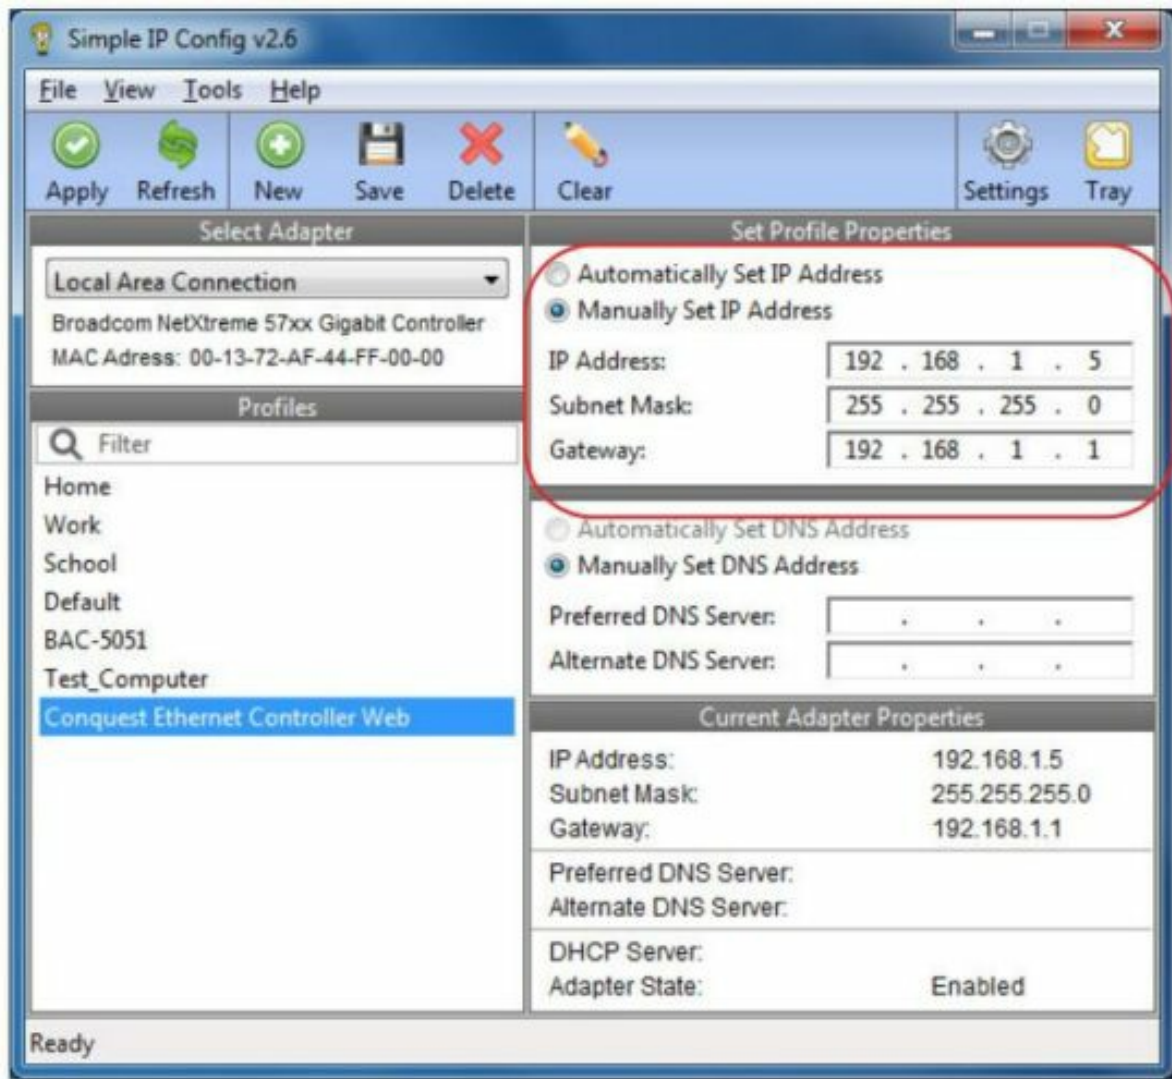 Simple IP Config v2.6
File View Tools Help
Apply Refresh New Save Delete Clear Settings Tray
Select Adapter
Local Area Connection
Broadcom NetXtreme 57xx Gigabit Controller
MAC Adress: 00-13-72-AF-44-FF-00-00
Profiles
Filter
Home
Work
School
Default
BAC-5051
Test_Computer
Conquest Ethernet Controller Web
Set Profile Properties
Automatically Set IP Address
Manually Set IP Address
IP Address: 192 . 168 . 1 . 5
Subnet Mask: 255 . 255 . 255 . 0
Gateway: 192 . 168 . 1 . 1
Automatically Set DNS Address
Manually Set DNS Address
Preferred DNS Server: . . .
Alternate DNS Server: . . .
Current Adapter Properties
IP Address: 192.168.1.5
Subnet Mask: 255.255.255.0
Gateway: 192.168.1.1
Preferred DNS Server:
Alternate DNS Server:
DHCP Server:
Adapter State: Enabled
Ready